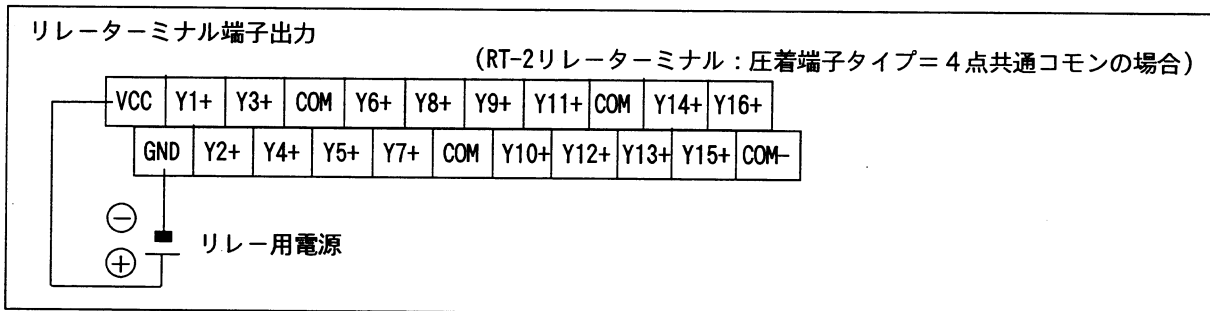 リレーターミナル端子出力
(RT-2リレーターミナル:圧着端子タイプ=4点共通コモンの場合)
VCC Y1+ Y3+ COM Y6+ Y8+ Y9+ Y11+ COM Y14+ Y16+
GND Y2+ Y4+ Y5+ Y7+ COM Y10+ Y12+ Y13+ Y15+ COM-
⊖
⊕ リレー用電源